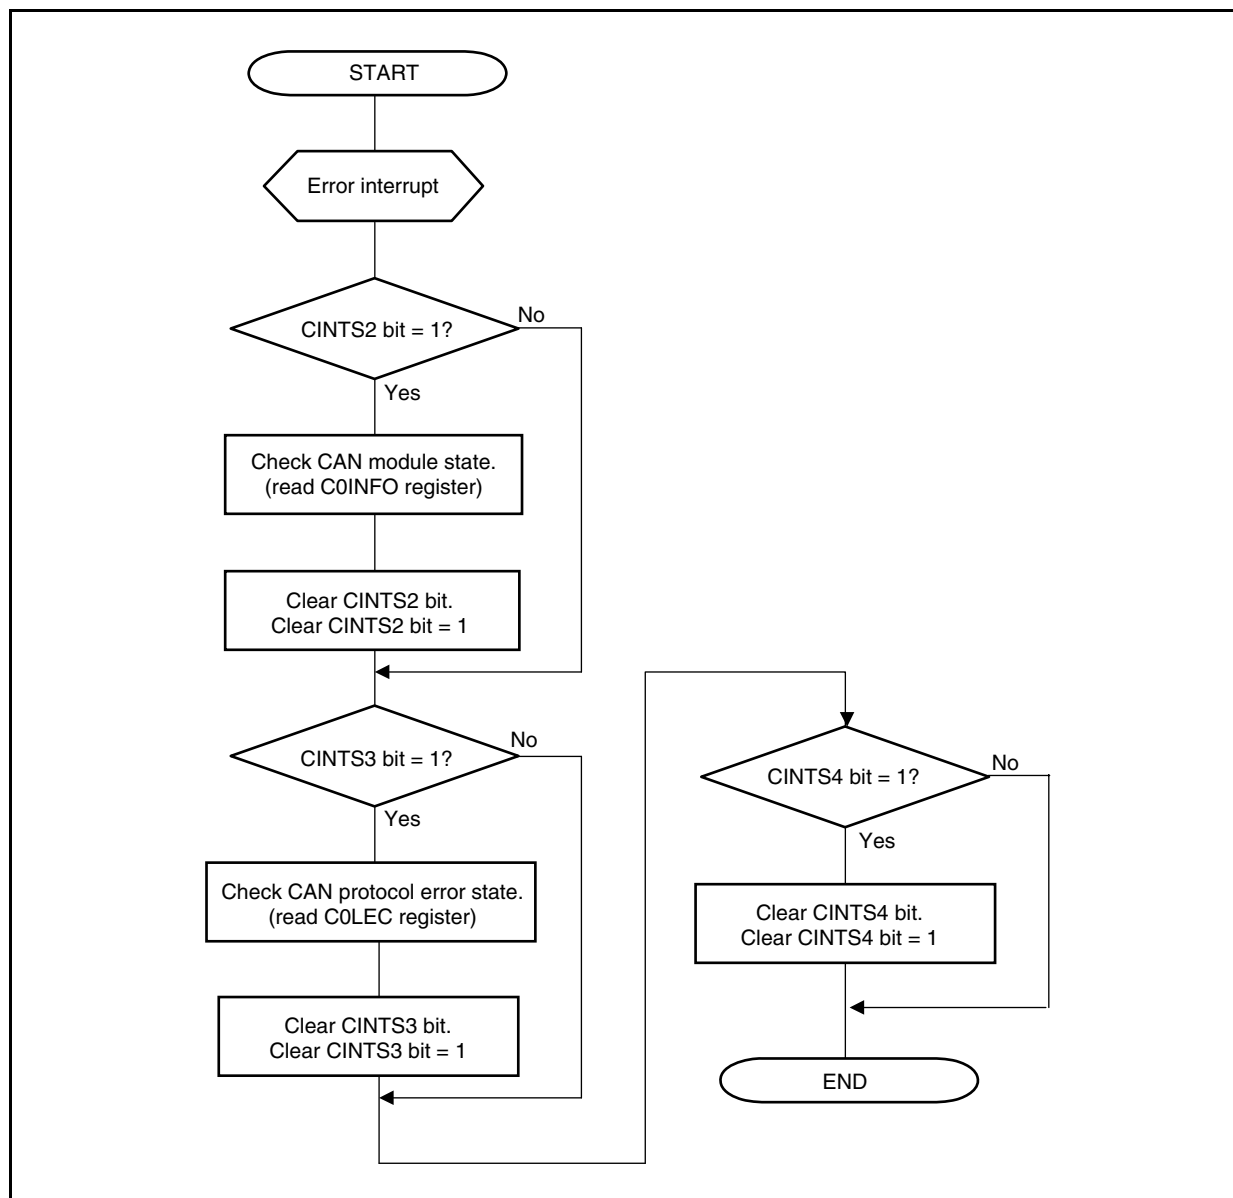 START
Error interrupt
CINTS2 bit = 1?
No
Yes
Check CAN module state.
(read C0INFO register)
Clear CINTS2 bit.
Clear CINTS2 bit = 1
CINTS3 bit = 1?
No
Yes
Check CAN protocol error state.
(read C0LEC register)
Clear CINTS3 bit.
Clear CINTS3 bit = 1
CINTS4 bit = 1?
No
Yes
Clear CINTS4 bit.
Clear CINTS4 bit = 1
END